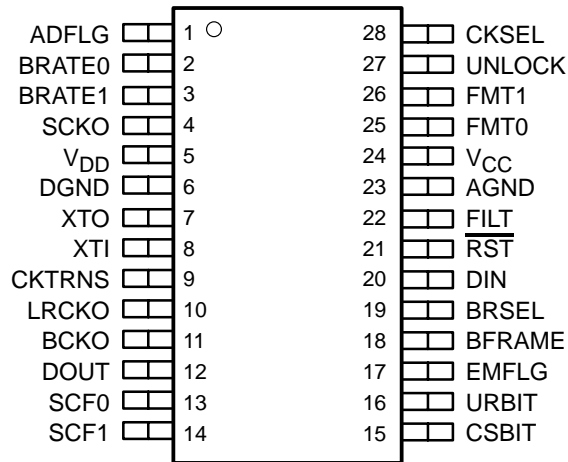 ADFLG 1 28 CKSEL
BRATE0 2 27 UNLOCK
BRATE1 3 26 FMT1
SCKO 4 25 FMT0
VDD 5 24 VCC
DGND 6 23 AGND
XTO 7 22 FILT
XTI 8 21 RST
CKTRNS 9 20 DIN
LRCKO 10 19 BRSEL
BCKO 11 18 BFRAME
DOUT 12 17 EMFLG
SCF0 13 16 URBIT
SCF1 14 15 CSBIT